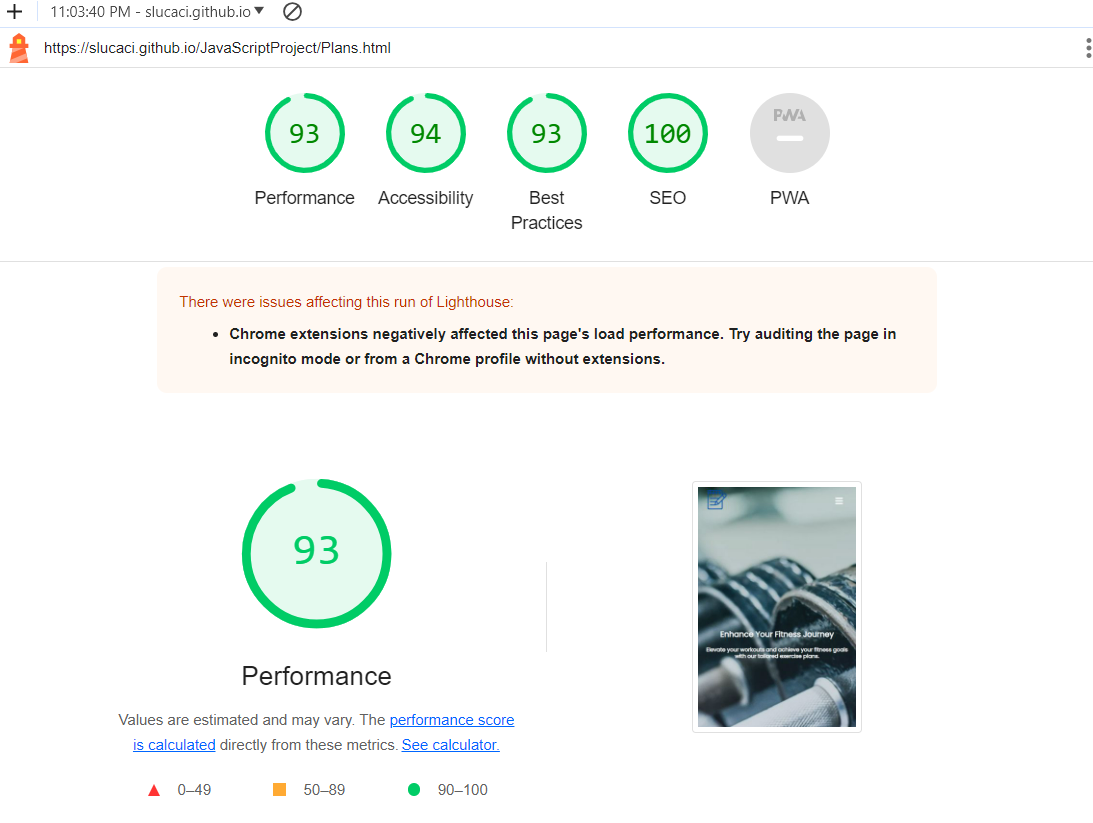 11:03:40 PM - slucaci.github.io
https://slucaci.github.io/JavaScriptProject/Plans.html
93
94
93
100
PWA
Performance
Accessibility
Best
Practices
SEO
PWA
There were issues affecting this run of Lighthouse:
• Chrome extensions negatively affected this page's load performance. Try auditing the page in
incognito mode or from a Chrome profile without extensions.
93
Performance
Values are estimated and may vary. The performance score
is calculated directly from these metrics. See calculator.
0–49
50–89
90–100
Enhance Your Fitness Journey
Elevate your workouts and achieve your fitness goals
with our tailored exercise plans.